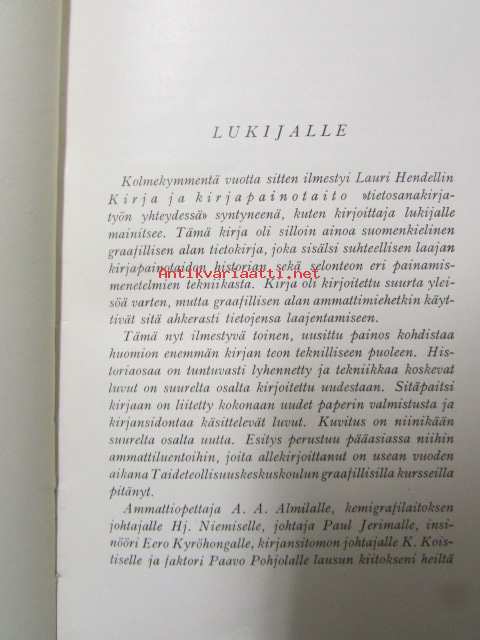 LUKIJALLE
Kolmekymmentä vuotta sitten ilmestyi Lauri Hendellin
Kirja ja kirjapainotaito »tietosanakirja-
työn yhteydessä» syntyneenä, kuten kirjoittaja lukijalle
mainitsee. Tämä kirja oli silloin ainoa suomenkielinen
graafillisen alan tietokirja, joka sisälsi suhteellisen laajan
kirjapainotaidon historian sekä selonteon eri painamis-
menetelmien tekniikasta. Kirja oli kirjoitettu suurta ylei-
söä varten, mutta graafillisen alan ammattimiehetkin käyt-
tivät sitä ahkerasti tietojensa laajentamiseen.
Tämä nyt ilmestyvä toinen, uusittu painos kohdistaa
huomion enemmän kirjan teon teknilliseen puoleen. His-
toriaosaa on tuntuvasti lyhennetty ja tekniikkaa koskevat
luvut on suurelta osalta kirjoitettu uudestaan. Sitäpaitsi
kirjaan on liitetty kokonaan uudet paperin valmistusta ja
kirjansidontaa käsittelevät luvut. Kuvitus on niinikään
suurelta osalta uutta. Esitys perustuu pääasiassa niihin
ammattiluentoihin, joita allekirjoittanut on usean vuoden
aikana Taideteollisuuskeskuskoulun graafillisilla kursseilla
pitänyt.
Ammattiopettaja A. A. Almilalle, kemigrafilaitoksen
johtajalle Hj. Niemiselle, johtaja Paul Jerimalle, insi-
nööri Eero Kyröhongalle, kirjansitomon johtajalle K. Kois-
tiselle ja faktori Paavo Pohjolalle lausun kiitokseni heiltä
Antikvariaatti.net